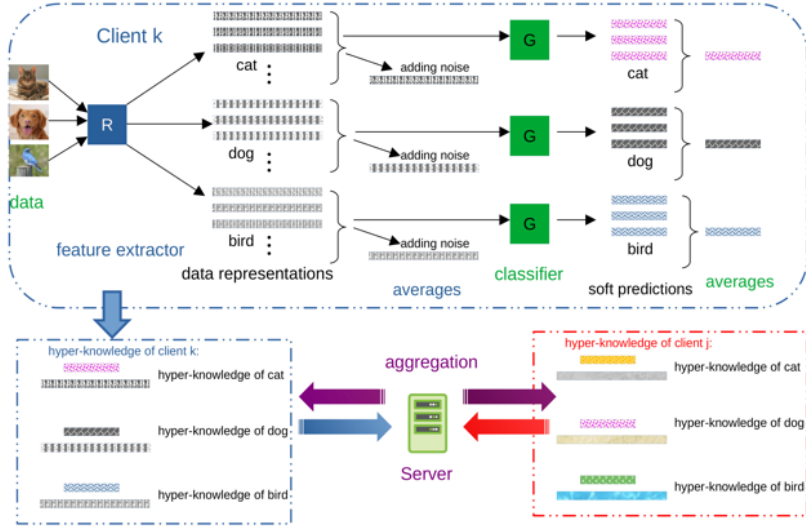 Client k
cat
adding noise
G
cat
R
dog
adding noise
G
dog
data
bird
adding noise
G
bird
feature extractor
data representations
averages
classifier
soft predictions
averages
hyper-knowledge of client k:
hyper-knowledge of cat
hyper-knowledge of dog
hyper-knowledge of bird
aggregation
Server
hyper-knowledge of client j:
hyper-knowledge of cat
hyper-knowledge of dog
hyper-knowledge of bird